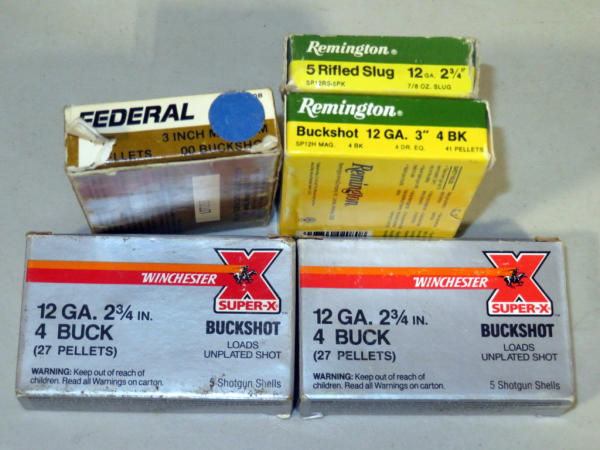 Remington®
5 Rifled Slug 12 GA. 2¾"
SP12RS-5PK 7/8 OZ. SLUG
Remington®
Buckshot 12 GA. 3" 4 BK
SP12H MAG. 4 BK 4 DR. EQ. 41 PELLETS
Remington®
FEDERAL
3 INCH
PELLETS 00 BUCKSHOT
WINCHESTER
X
SUPER-X®
12 GA. 2¾ IN.
4 BUCK
(27 PELLETS)
BUCKSHOT
LOADS
UNPLATED SHOT
WARNING: Keep out of reach of
children. Read all Warnings on carton.
5 Shotgun Shells
WINCHESTER
X
SUPER-X®
12 GA. 2¾ IN.
4 BUCK
(27 PELLETS)
BUCKSHOT
LOADS
UNPLATED SHOT
WARNING: Keep out of reach of
children. Read all Warnings on carton.
5 Shotgun Shells